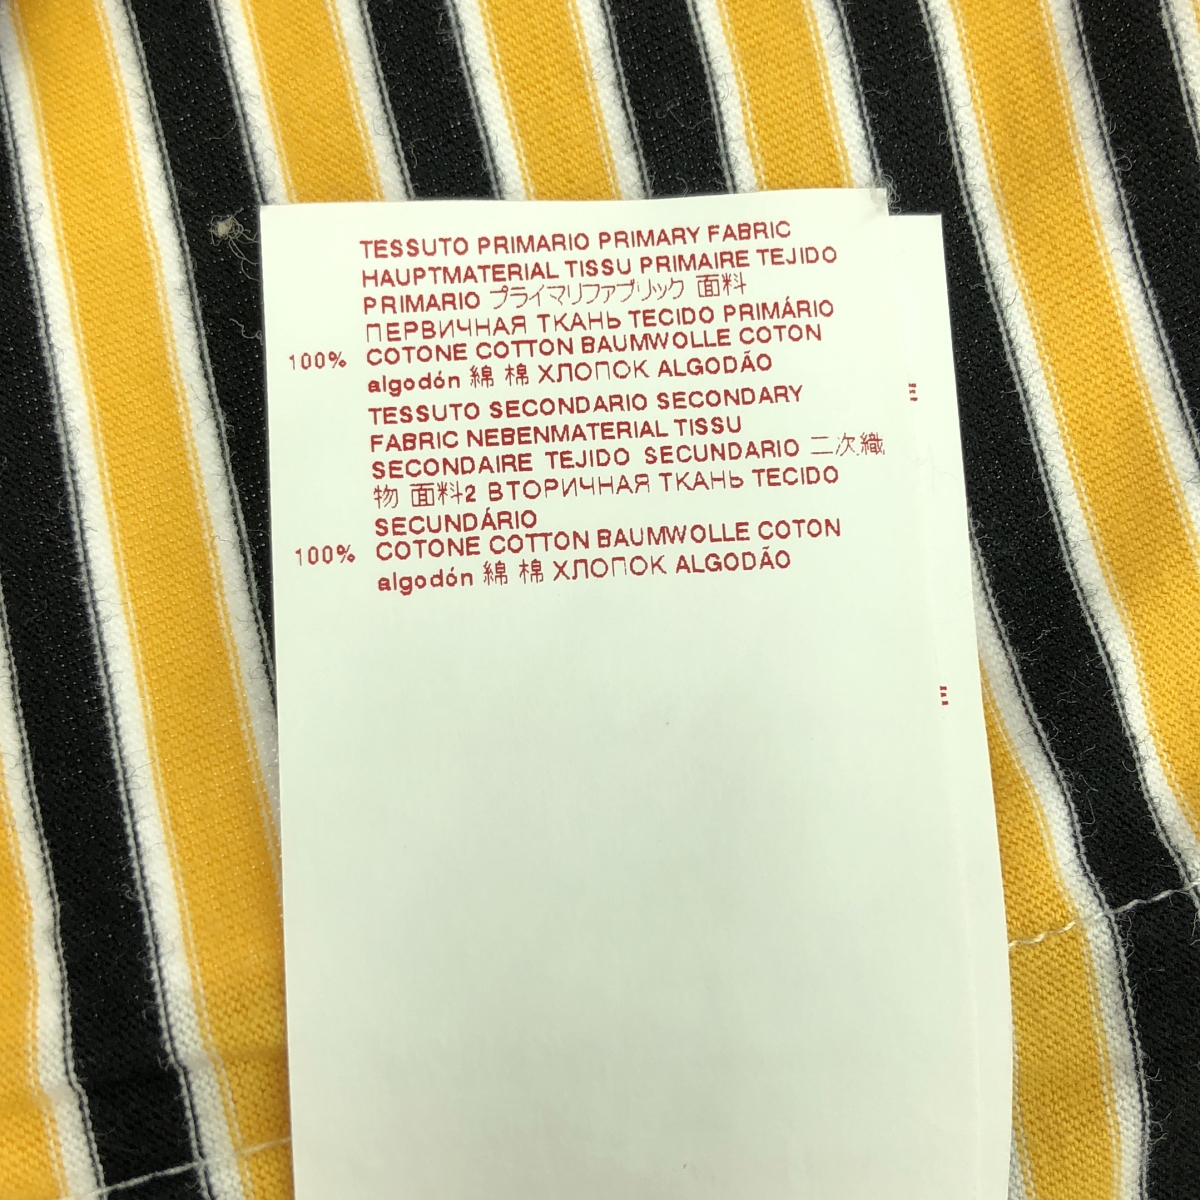 TESSUTO PRIMARIO PRIMARY FABRIC
HAUPTMATERIAL TISSU PRIMAIRE TEJIDO
PRIMARIO プライマリファブリック 面料
ПЕРВИЧНАЯ ТКАНЬ TECIDO PRIMÁRIO
100% COTONE COTTON BAUMWOLLE COTON
algodón 綿 棉 ХЛОПОК ALGODÃO
TESSUTO SECONDARIO SECONDARY
FABRIC NEBENMATERIAL TISSU
SECONDAIRE TEJIDO SECUNDARIO 二次織
物 面料2 ВТОРИЧНАЯ ТКАНЬ TECIDO
SECUNDÁRIO
100% COTONE COTTON BAUMWOLLE COTON
algodón 綿 棉 ХЛОПОК ALGODÃO